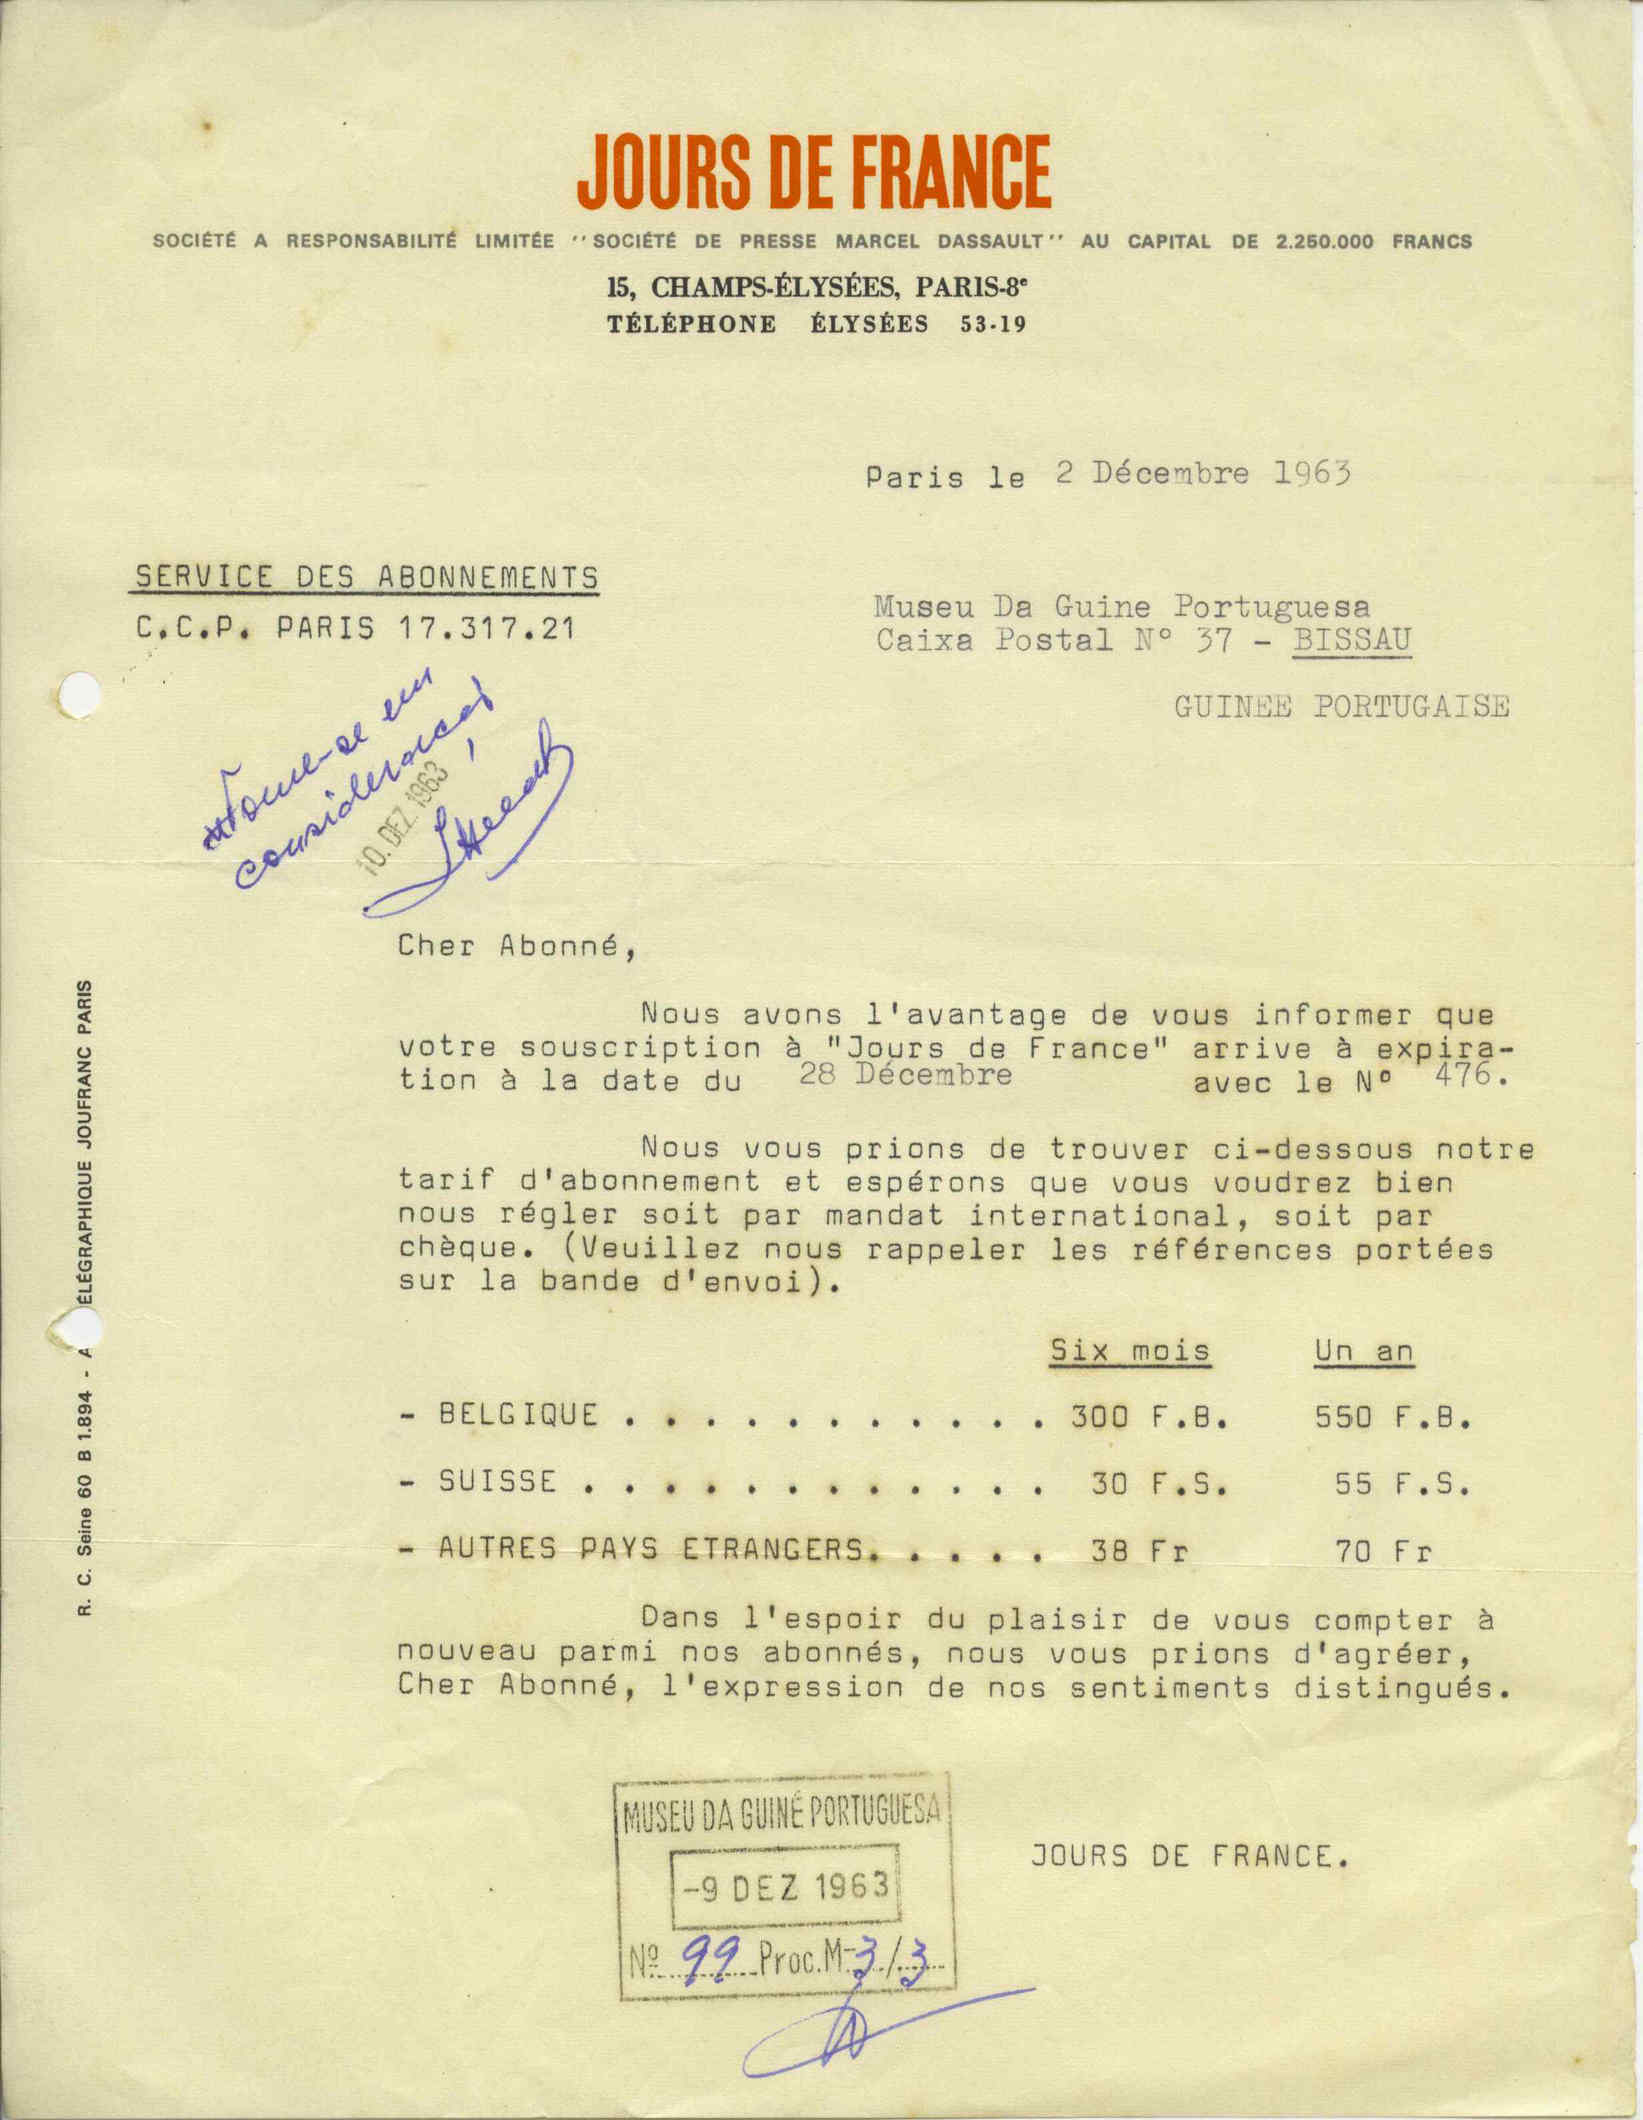 JOURS DE FRANCE
SOCIÉTÉ A RESPONSABILITÉ LIMITÉE "SOCIÉTÉ DE PRESSE MARCEL DASSAULT" AU CAPITAL DE 2.250.000 FRANCS
15, CHAMPS-ÉLYSÉES, PARIS-8e
TÉLÉPHONE ÉLYSÉES 53-19
Paris le 2 Décembre 1963
SERVICE DES ABONNEMENTS
C.C.P. PARIS 17.317.21
Museu Da Guine Portuguesa
Caixa Postal N° 37 - BISSAU
GUINEE PORTUGAISE
Tome-se em
consideração
10. DEZ. 1963
Cher Abonné,
Nous avons l'avantage de vous informer que
votre souscription à "Jours de France" arrive à expira-
tion à la date du 28 Décembre avec le N° 476.
Nous vous prions de trouver ci-dessous notre
tarif d'abonnement et espérons que vous voudrez bien
nous régler soit par mandat international, soit par
chèque. (Veuillez nous rappeler les références portées
sur la bande d'envoi).
Six mois Un an
- BELGIQUE . . . . . . . . . . . 300 F.B. 550 F.B.
- SUISSE . . . . . . . . . . . . 30 F.S. 55 F.S.
- AUTRES PAYS ETRANGERS. . . . . 38 Fr 70 Fr
Dans l'espoir du plaisir de vous compter à
nouveau parmi nos abonnés, nous vous prions d'agréer,
Cher Abonné, l'expression de nos sentiments distingués.
JOURS DE FRANCE.
MUSEU DA GUINÉ PORTUGUESA
-9 DEZ 1963
Nº 99 Proc. M-3/3
R. C. Seine 60 B 1.894 - A ÉLÉGRAPHIQUE JOUFRANC PARIS